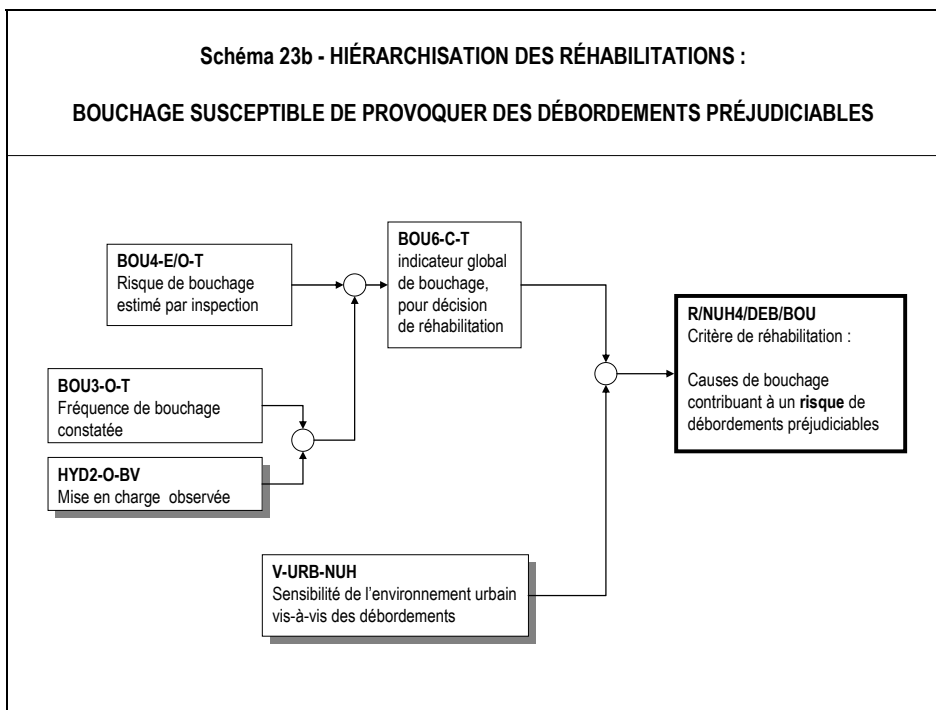 Schéma 23b - HIÉRARCHISATION DES RÉHABILITATIONS :
BOUCHAGE SUSCEPTIBLE DE PROVOQUER DES DÉBORDEMENTS PRÉJUDICIABLES
BOU4-E/O-T
Risque de bouchage
estimé par inspection
BOU6-C-T
indicateur global
de bouchage,
pour décision
de réhabilitation
R/NUH4/DEB/BOU
Critère de réhabilitation :
Causes de bouchage
contribuant à un risque de
débordements préjudiciables
BOU3-O-T
Fréquence de bouchage
constatée
HYD2-O-BV
Mise en charge observée
V-URB-NUH
Sensibilité de l'environnement urbain
vis-à-vis des débordements